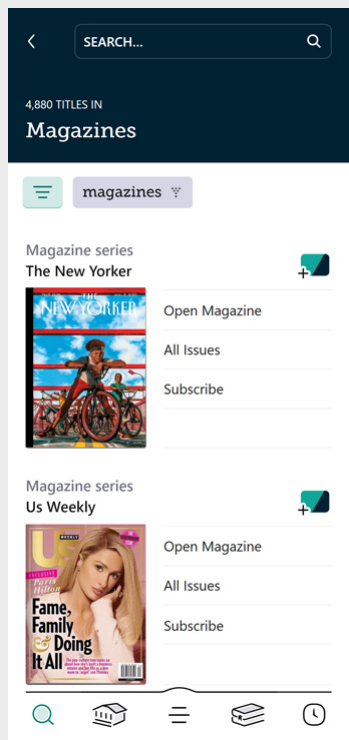 SEARCH...
4,880 TITLES IN
Magazines
magazines
Magazine series
The New Yorker
THE
NEW YORKER
Open Magazine
All Issues
Subscribe
Magazine series
Us Weekly
Us
WEEKLY
EXCLUSIVE
Paris
Hilton
Fame,
Family
& Doing
It All
Open Magazine
All Issues
Subscribe